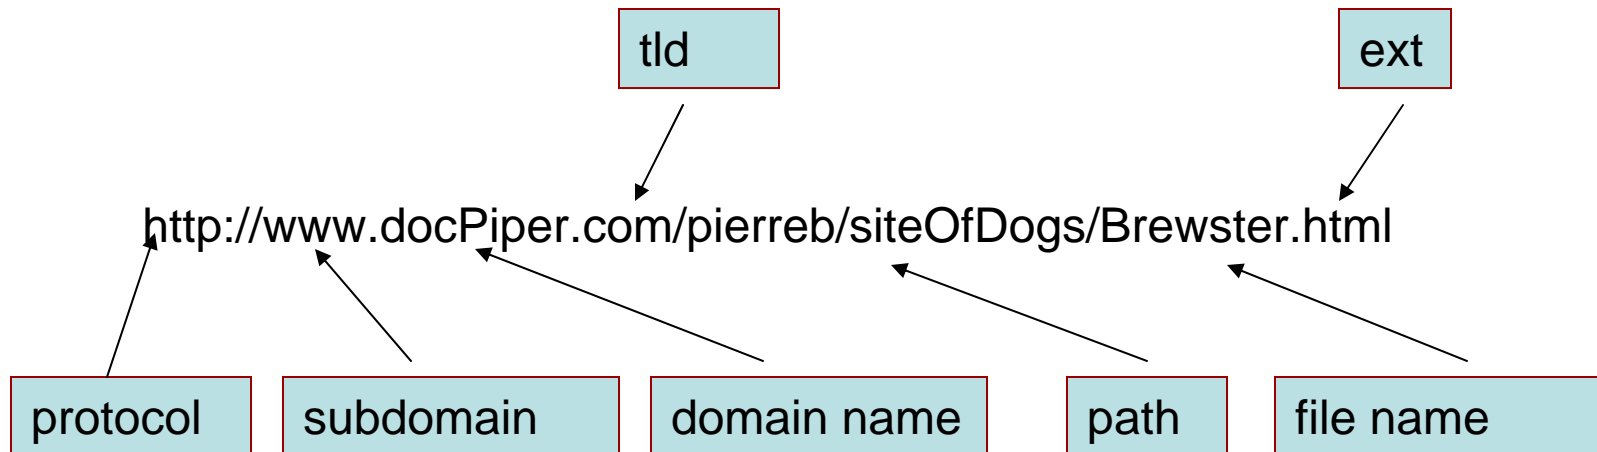 tld
ext
http://www.docPiper.com/pierreb/siteOfDogs/Brewster.html
protocol
subdomain
domain name
path
file name